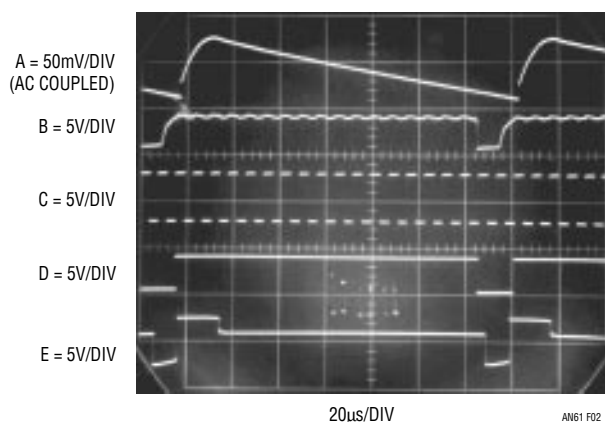 A = 50mV/DIV
(AC COUPLED)
B = 5V/DIV
C = 5V/DIV
D = 5V/DIV
E = 5V/DIV
20µs/DIV
AN61 F02